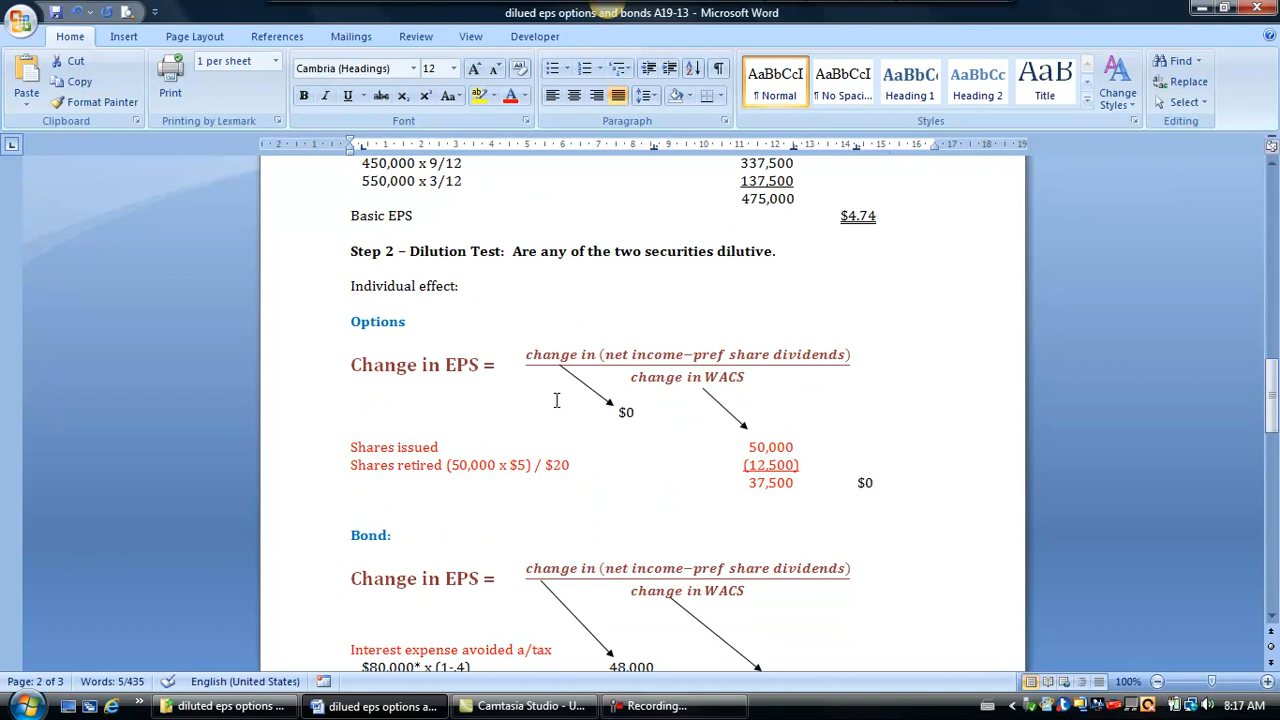 dilued eps options and bonds A19-13 - Microsoft Word
Home Insert Page Layout References Mailings Review View Developer
Paste Cut Copy Format Painter
Clipboard
Print 1 per sheet
Printing by Lexmark
Cambria (Headings) 12
Font
Paragraph
AaBbCcI AaBbCcI AaBbCc AaBbCc AaB
¶ Normal ¶ No Spaci... Heading 1 Heading 2 Title
Change Styles
Styles
Find
Replace
Select
Editing
450,000 x 9/12 337,500
550,000 x 3/12 137,500
475,000
Basic EPS $4.74
Step 2 – Dilution Test: Are any of the two securities dilutive.
Individual effect:
Options
Change in EPS = change in (net income−pref share dividends)
change in WACS
$0
Shares issued 50,000
Shares retired (50,000 x $5) / $20 (12,500)
37,500 $0
Bond:
Change in EPS = change in (net income−pref share dividends)
change in WACS
Interest expense avoided a/tax
$80,000* x (1-.4) 48,000
Page: 2 of 3 Words: 5/435 English (United States) 100%
diluted eps options ... dilued eps options a... Camtasia Studio - U... Recording... 8:17 AM